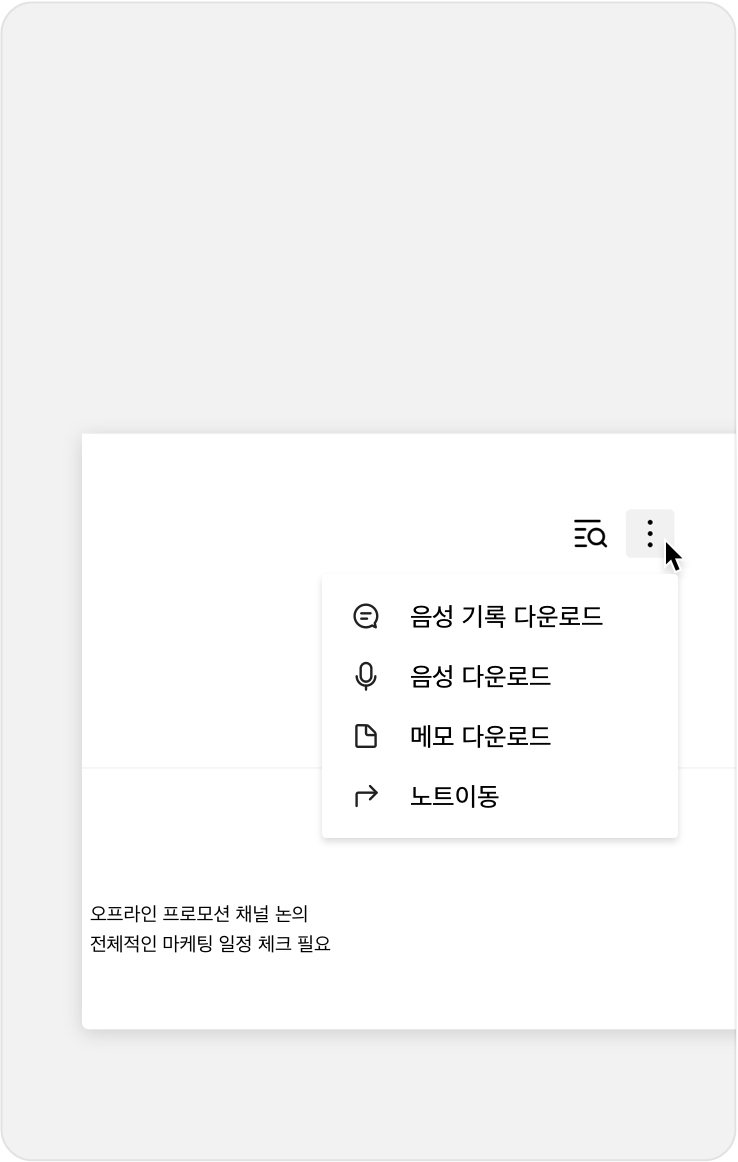 음성 기록 다운로드
음성 다운로드
메모 다운로드
노트이동
오프라인 프로모션 채널 논의
전체적인 마케팅 일정 체크 필요